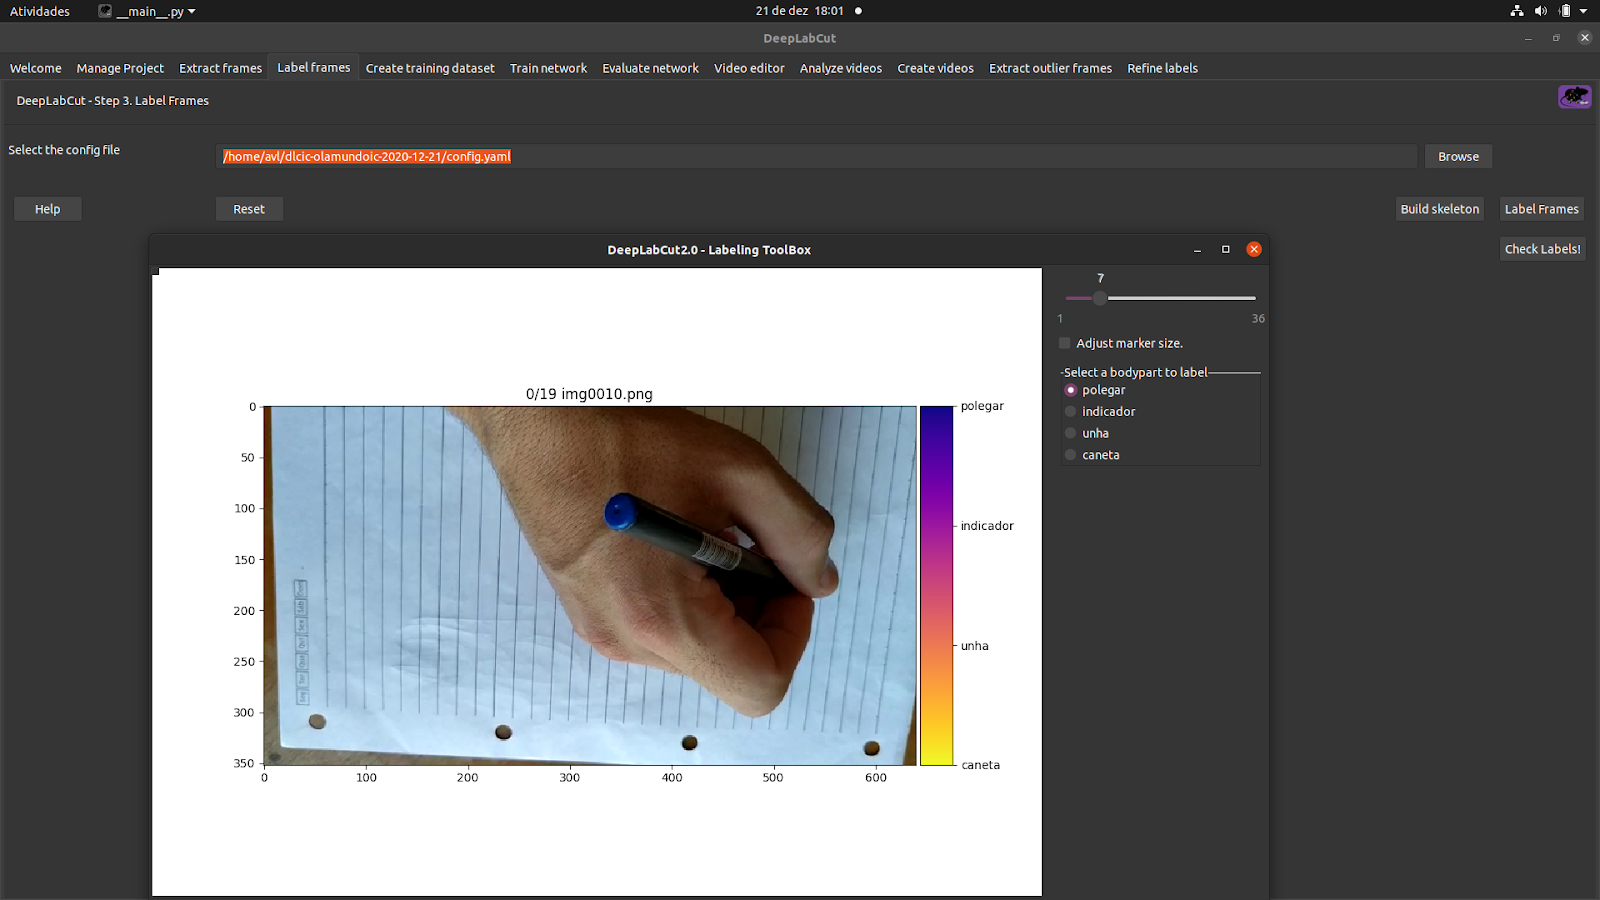 Atividades __main__.py 21 de dez 18:01
DeepLabCut
Welcome Manage Project Extract frames Label frames Create training dataset Train network Evaluate network Video editor Analyze videos Create videos Extract outlier frames Refine labels
DeepLabCut - Step 3. Label Frames
Select the config file /home/avl/dlcic-olamundoic-2020-12-21/config.yaml Browse
Help Reset Build skeleton Label Frames
Check Labels!
DeepLabCut2.0 - Labeling ToolBox
7
1 36
Adjust marker size.
Select a bodypart to label
polegar
indicador
unha
caneta
0/19 img0010.png
0
50
100
150
200
250
300
350
0 100 200 300 400 500 600
polegar
indicador
unha
caneta